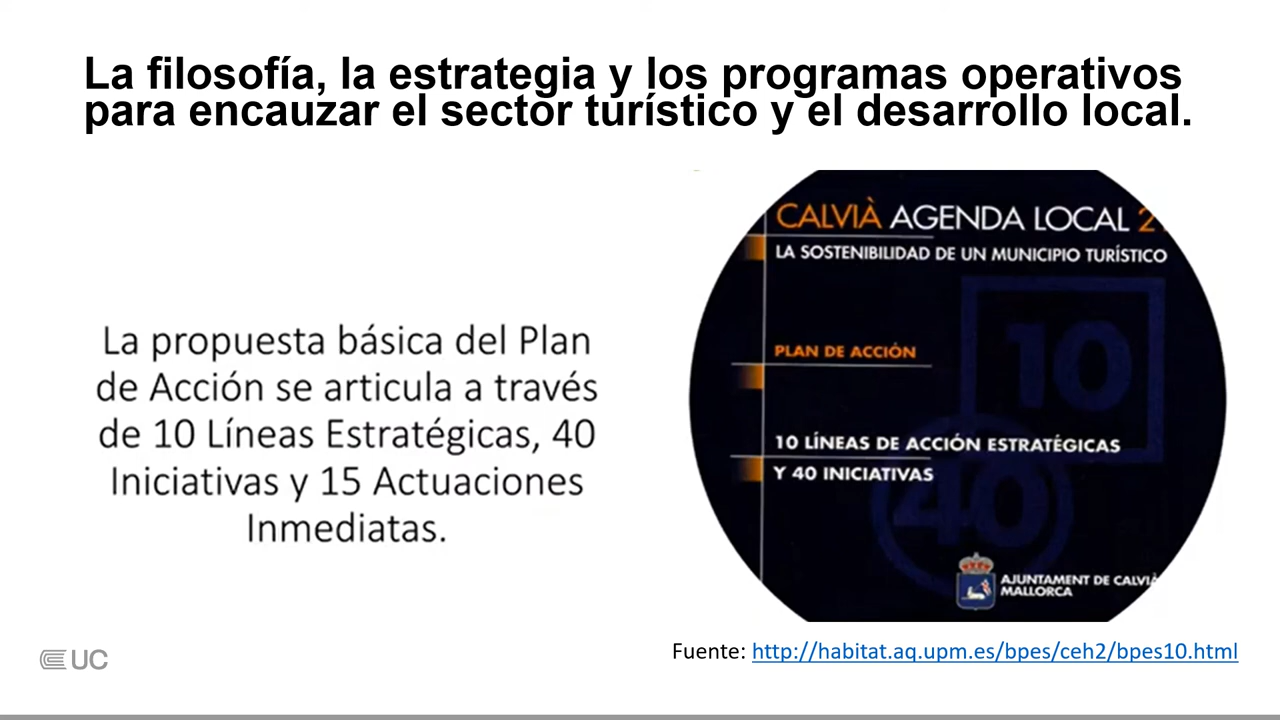 La filosofía, la estrategia y los programas operativos
para encauzar el sector turístico y el desarrollo local.
La propuesta básica del Plan
de Acción se articula a través
de 10 Líneas Estratégicas, 40
Iniciativas y 15 Actuaciones
Inmediatas.
CALVIÀ AGENDA LOCAL 2
LA SOSTENIBILIDAD DE UN MUNICIPIO TURÍSTICO
10
PLAN DE ACCIÓN
10 LÍNEAS DE ACCIÓN ESTRATÉGICAS
Y 40 INICIATIVAS
40
AJUNTAMENT DE CALVIÀ
MALLORCA
UC
Fuente: http://habitat.aq.upm.es/bpes/ceh2/bpes10.html